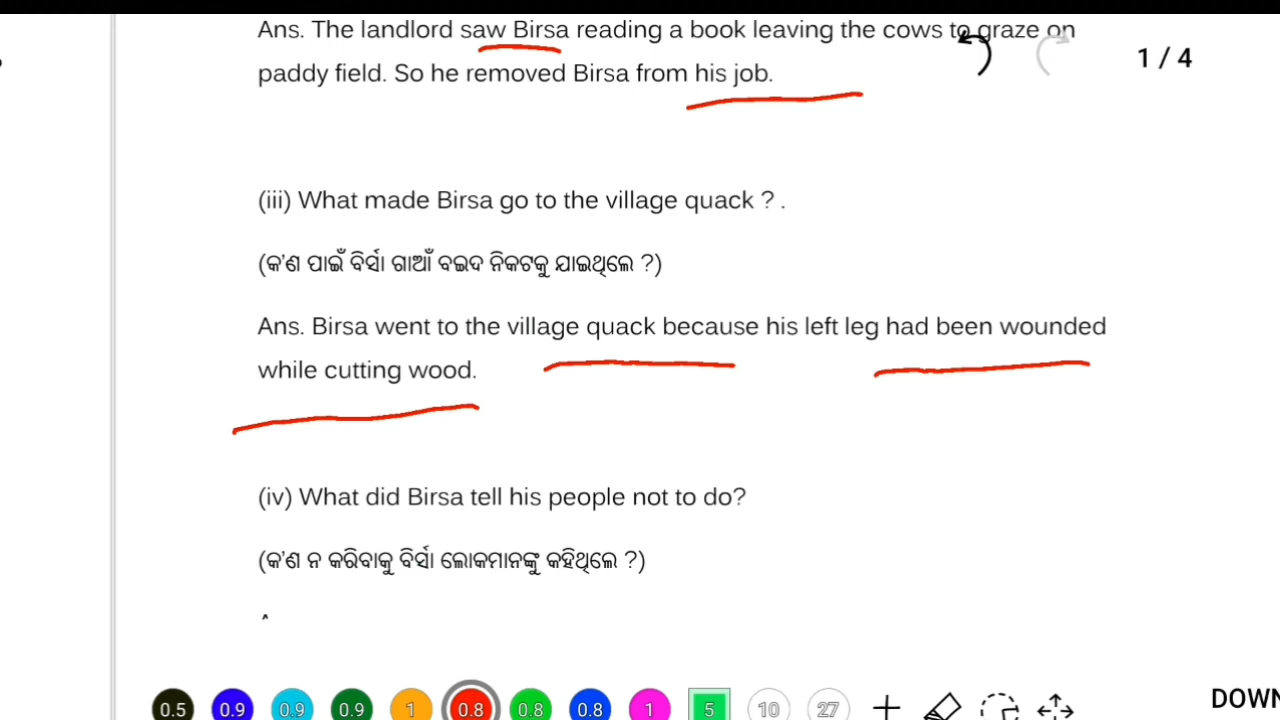 Ans. The landlord saw Birsa reading a book leaving the cows to graze on
paddy field. So he removed Birsa from his job.
1 / 4
(iii) What made Birsa go to the village quack ? .
(କ'ଣ ପାଇଁ ବିର୍ସା ଗାଆଁ ବଇଦ ନିକଟକୁ ଯାଇଥିଲେ ?)
Ans. Birsa went to the village quack because his left leg had been wounded
while cutting wood.
(iv) What did Birsa tell his people not to do?
(କ'ଣ ନ କରିବାକୁ ବିର୍ସା ଲୋକମାନଙ୍କୁ କହିଥିଲେ ?)
0.5 0.9 0.9 0.9 1 0.8 0.8 0.8 1 5 10 27